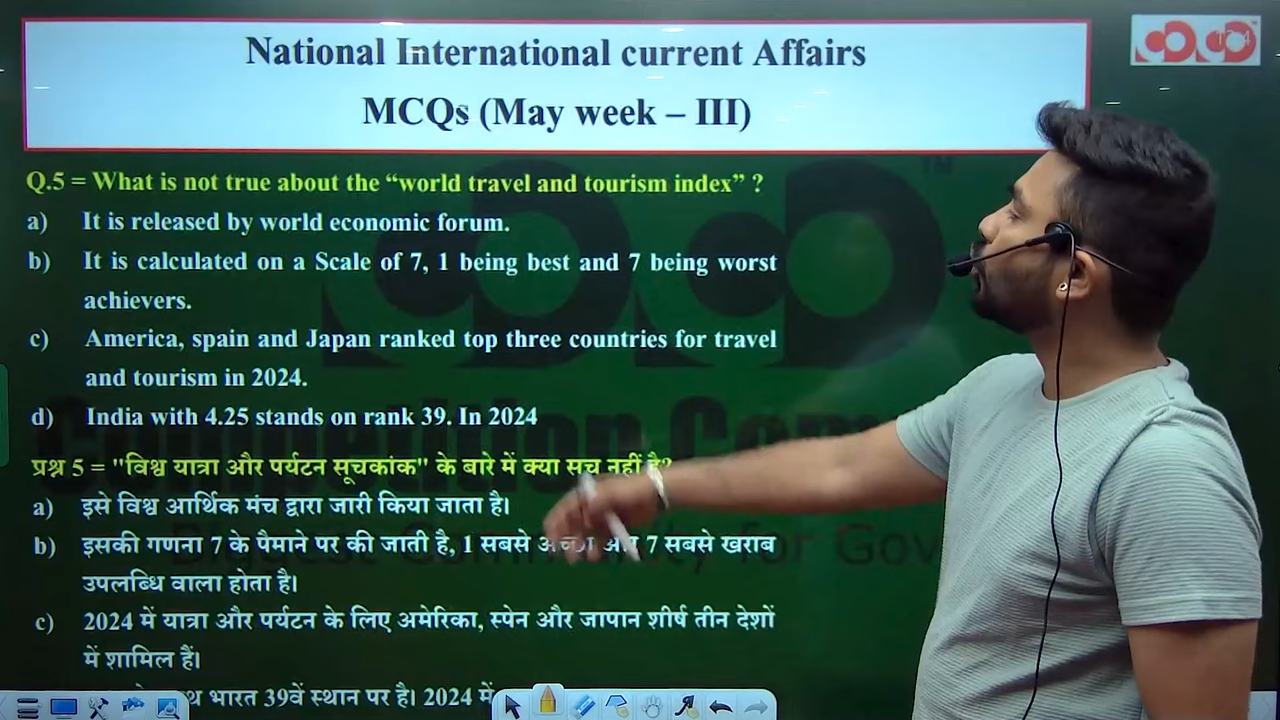 National International current Affairs
MCQs (May week – III)
Q.5 = What is not true about the “world travel and tourism index” ?
a) It is released by world economic forum.
b) It is calculated on a Scale of 7, 1 being best and 7 being worst
achievers.
c) America, spain and Japan ranked top three countries for travel
and tourism in 2024.
d) India with 4.25 stands on rank 39. In 2024
प्रश्न 5 = "विश्व यात्रा और पर्यटन सूचकांक" के बारे में क्या सच नहीं है?
a) इसे विश्व आर्थिक मंच द्वारा जारी किया जाता है।
b) इसकी गणना 7 के पैमाने पर की जाती है, 1 सबसे अच्छा और 7 सबसे खराब
उपलब्धि वाला होता है।
c) 2024 में यात्रा और पर्यटन के लिए अमेरिका, स्पेन और जापान शीर्ष तीन देशों
में शामिल हैं।
भारत 39वें स्थान पर है। 2024 में